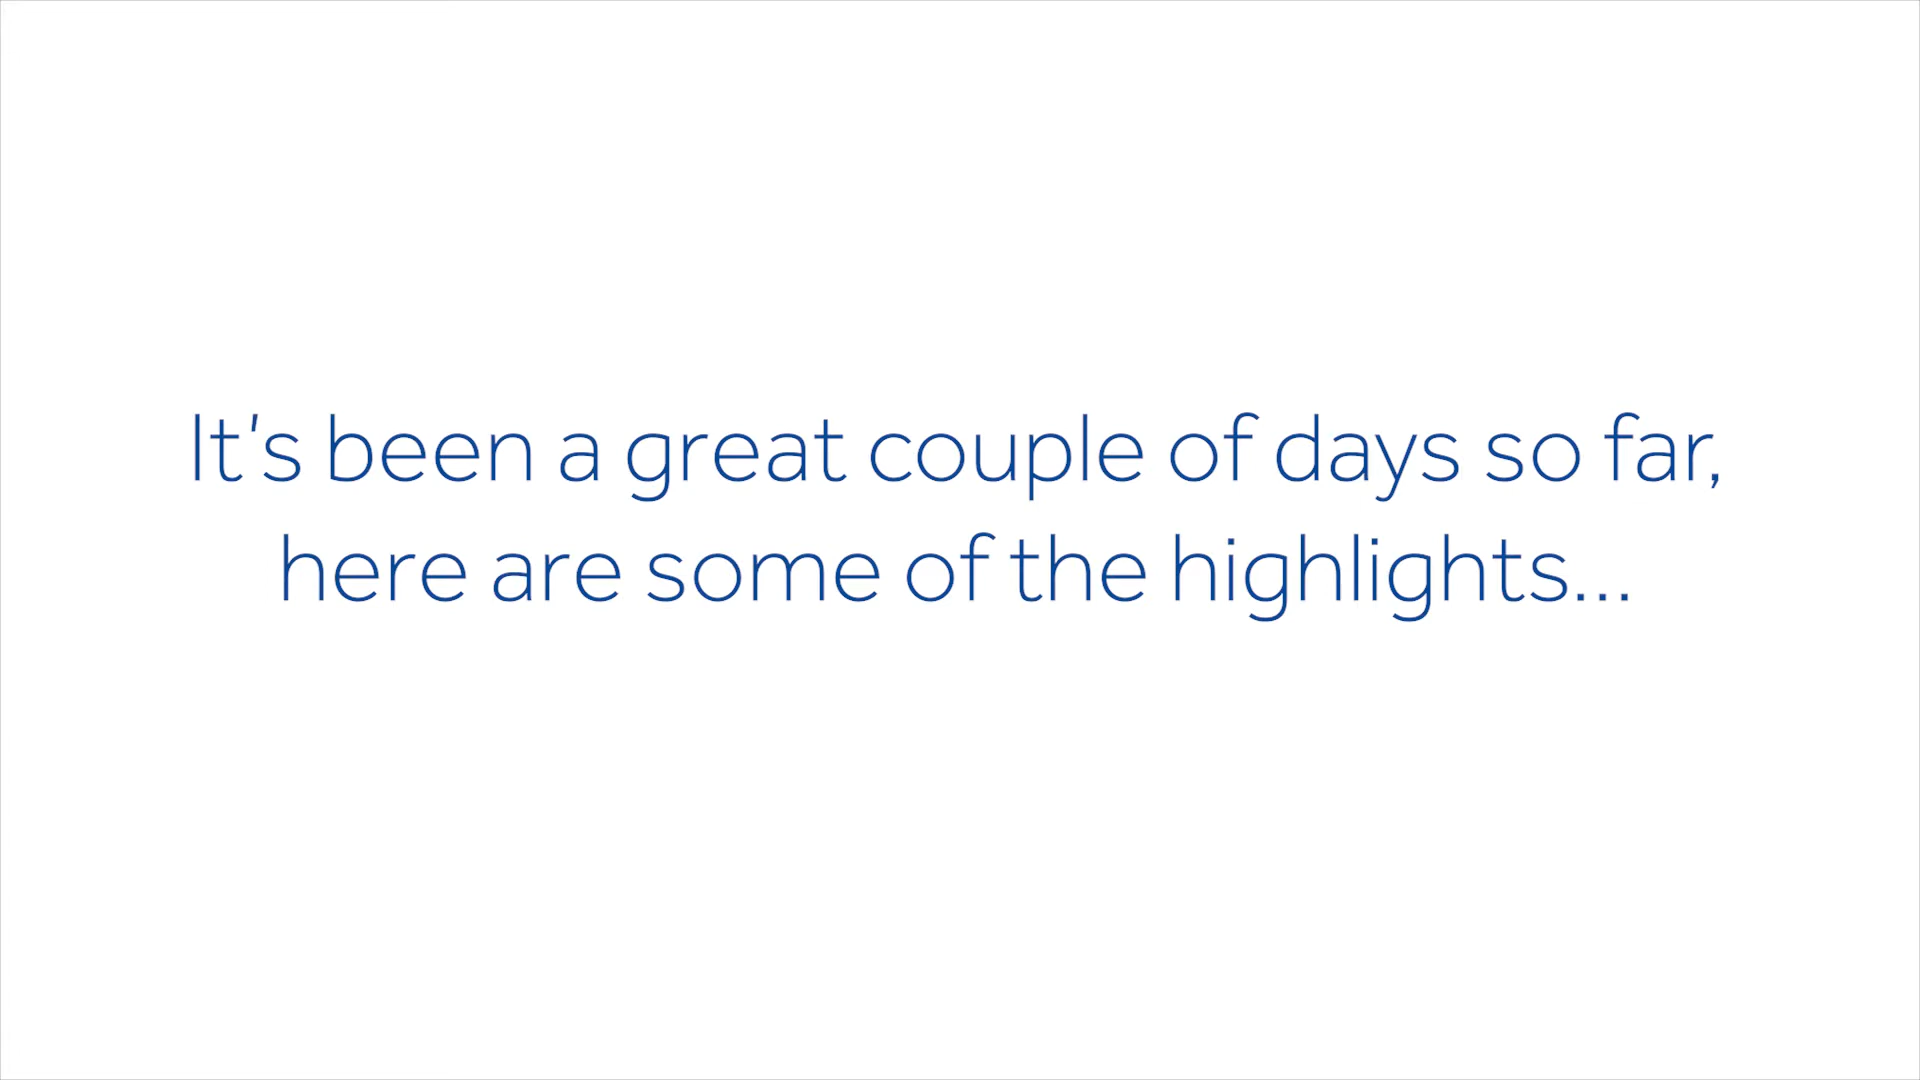 It's been a great couple of days so far,
here are some of the highlights...